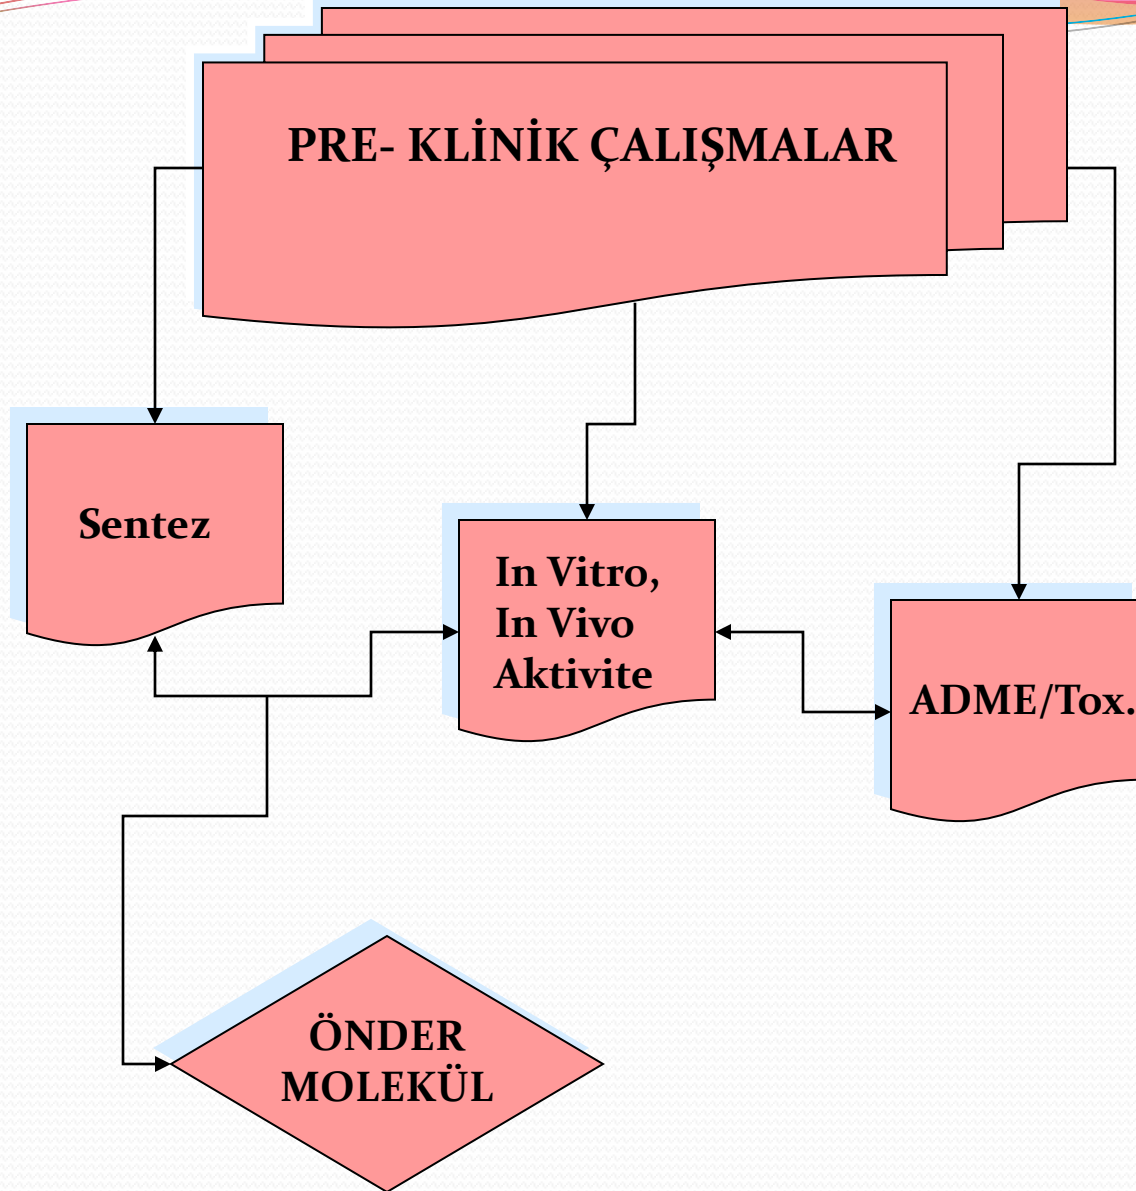 PRE- KLİNİK ÇALIŞMALAR
Sentez
In Vitro,
In Vivo
Aktivite
ADME/Tox.
ÖNDER
MOLEKÜL